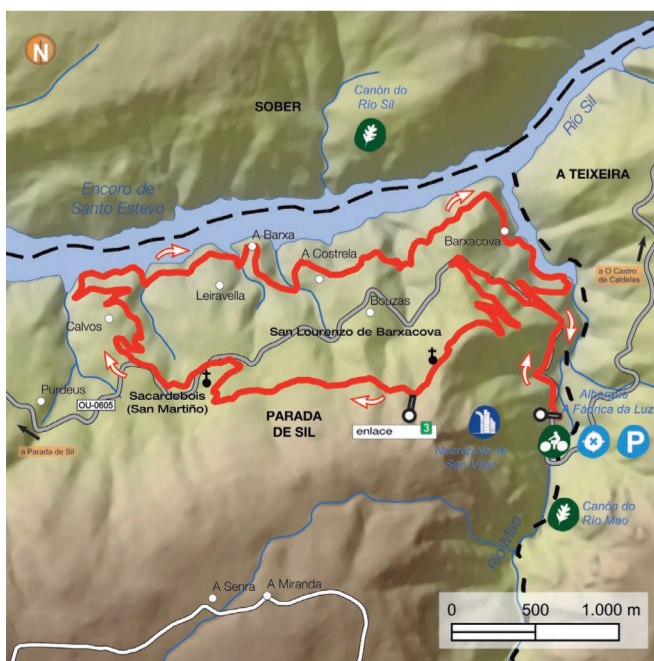 N
Canón do
Río Sil
SOBER
Río Sil
A TEIXEIRA
Encoro de
Santo Estevo
A Barxa
Barxacova
A Costrela
a O Castro
de Caldelas
Leiravella
Bouzas
Calvos
San Lourenzo de Barxacova
Purdeus
OU-0605
Sacardebois
(San Martiño)
PARADA
DE SIL
enlace 3
Albergue
A Fábrica da Luz
a Parada de Sil
Necrópole de
San Vítor
P
Canón do
Río Mao
Río Mao
A Senra
A Miranda
0 500 1.000 m